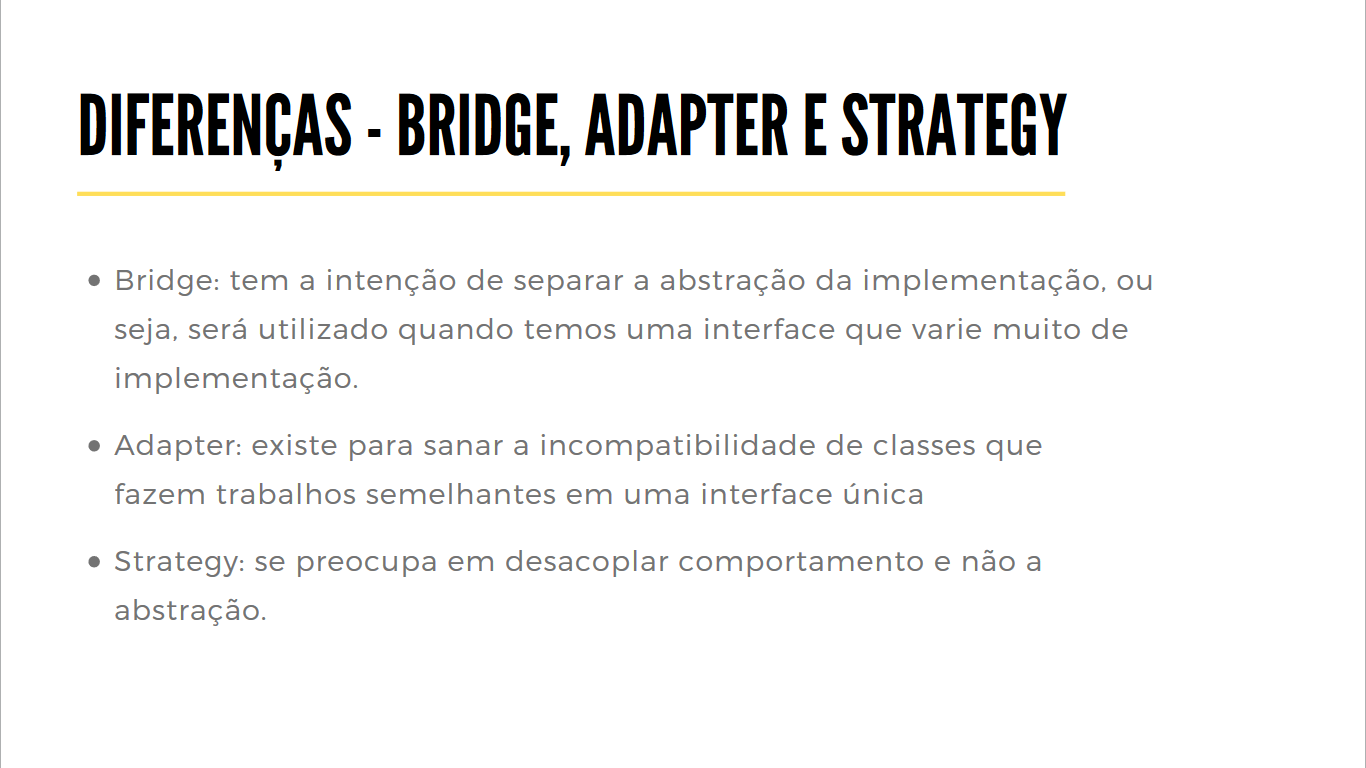 DIFERENÇAS - BRIDGE, ADAPTER E STRATEGY
• Bridge: tem a intenção de separar a abstração da implementação, ou
seja, será utilizado quando temos uma interface que varie muito de
implementação.
• Adapter: existe para sanar a incompatibilidade de classes que
fazem trabalhos semelhantes em uma interface única
• Strategy: se preocupa em desacoplar comportamento e não a
abstração.